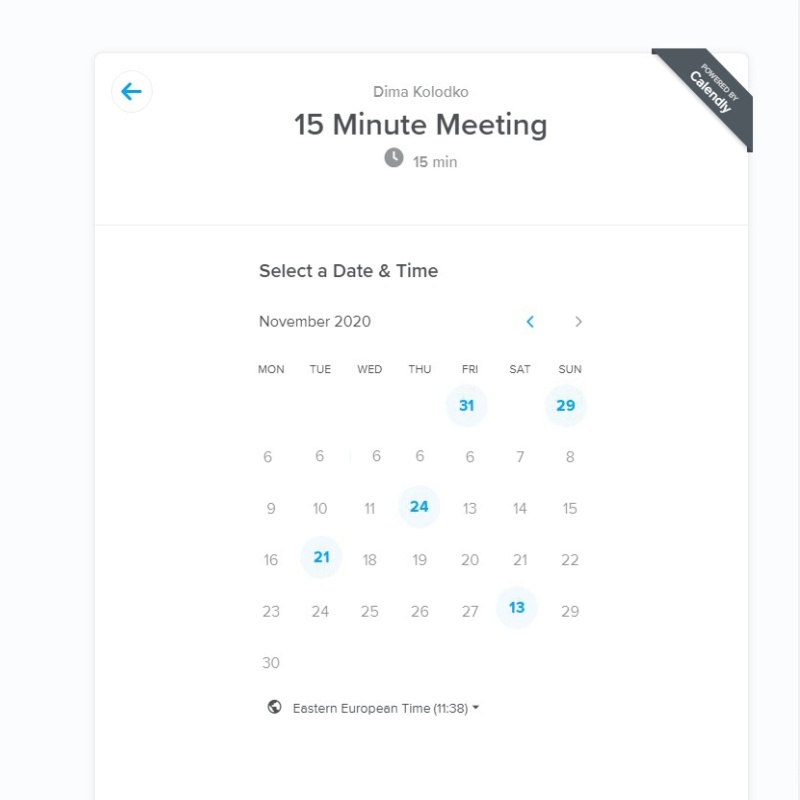 POWERED BY
Calendly
Dima Kolodko
15 Minute Meeting
15 min
Select a Date & Time
November 2020
MON TUE WED THU FRI SAT SUN
31 29
6 6 6 6 6 7 8
9 10 11 24 13 14 15
16 21 18 19 20 21 22
23 24 25 26 27 13 29
30
Eastern European Time (11:38)